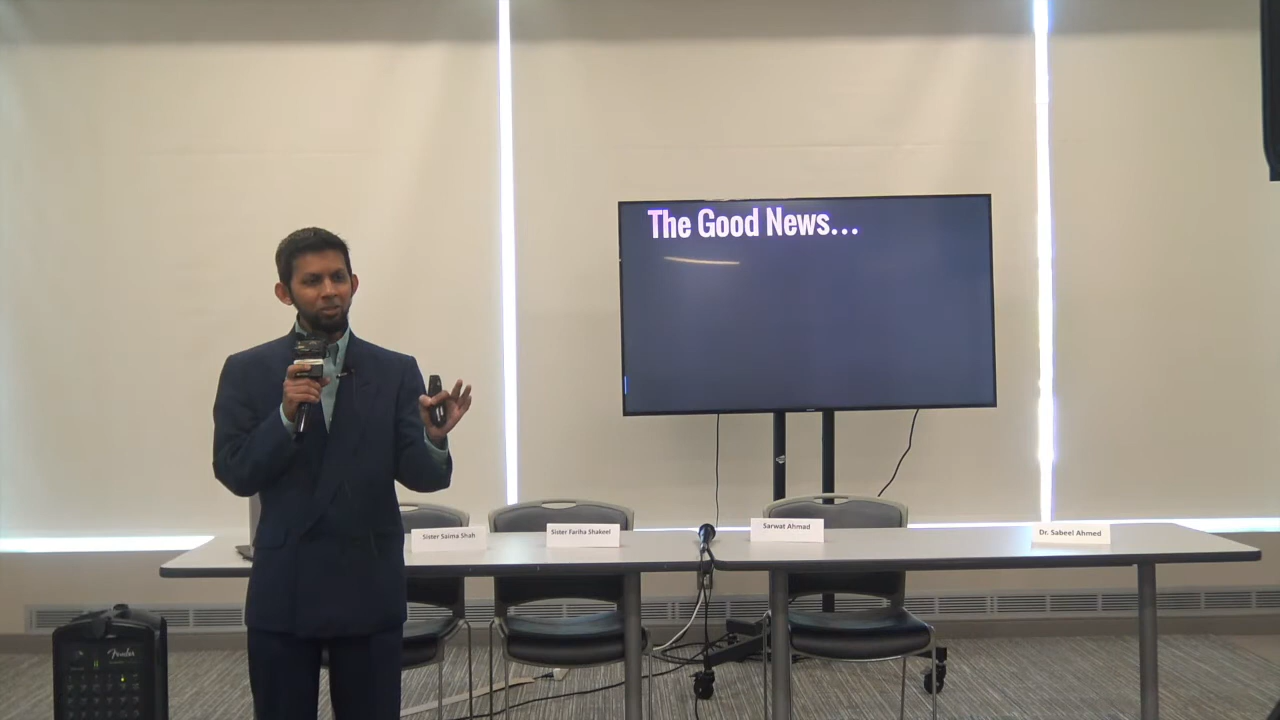 The Good News...
Sister Saima Shah
Sister Fariha Shakeel
Sarwat Ahmad
Dr. Sabeel Ahmed
Fender